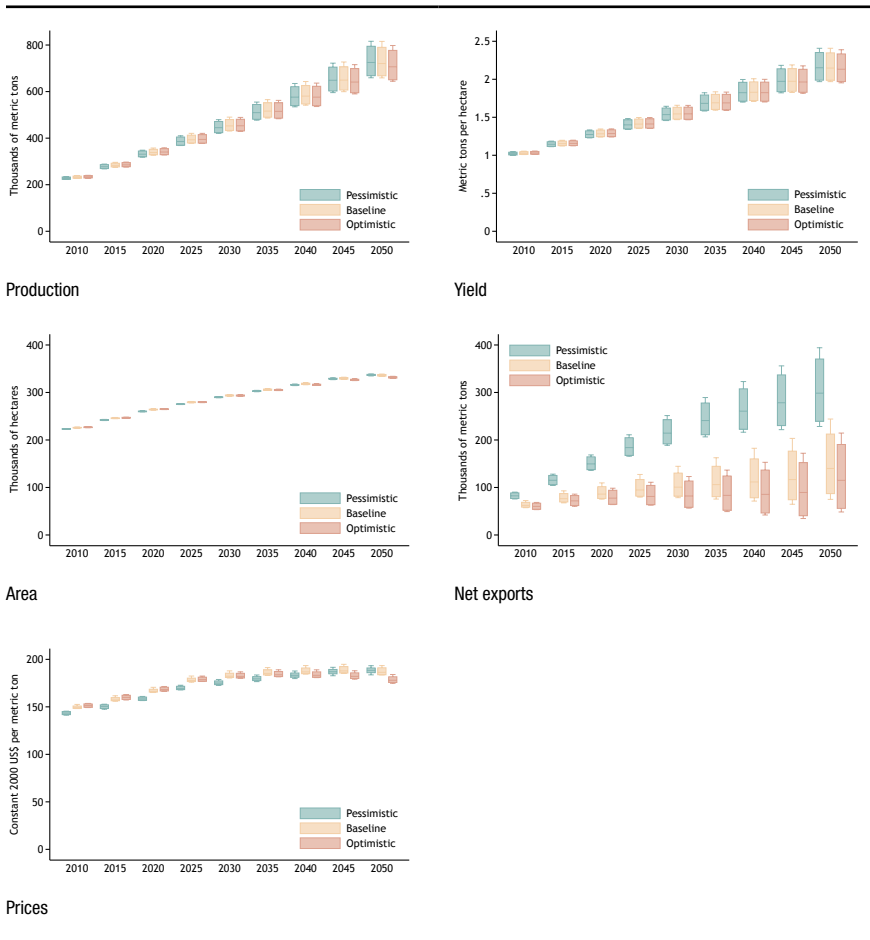 800
600
400
200
0
Thousands of metric tons
Pessimistic
Baseline
Optimistic
2010 2015 2020 2025 2030 2035 2040 2045 2050
Production
2.5
2
1.5
1
.5
0
Metric tons per hectare
Pessimistic
Baseline
Optimistic
2010 2015 2020 2025 2030 2035 2040 2045 2050
Yield
400
300
200
100
0
Thousands of hectares
Pessimistic
Baseline
Optimistic
2010 2015 2020 2025 2030 2035 2040 2045 2050
Area
400
300
200
100
0
Thousands of metric tons
Pessimistic
Baseline
Optimistic
2010 2015 2020 2025 2030 2035 2040 2045 2050
Net exports
200
150
100
50
0
Constant 2000 US$ per metric ton
Pessimistic
Baseline
Optimistic
2010 2015 2020 2025 2030 2035 2040 2045 2050
Prices